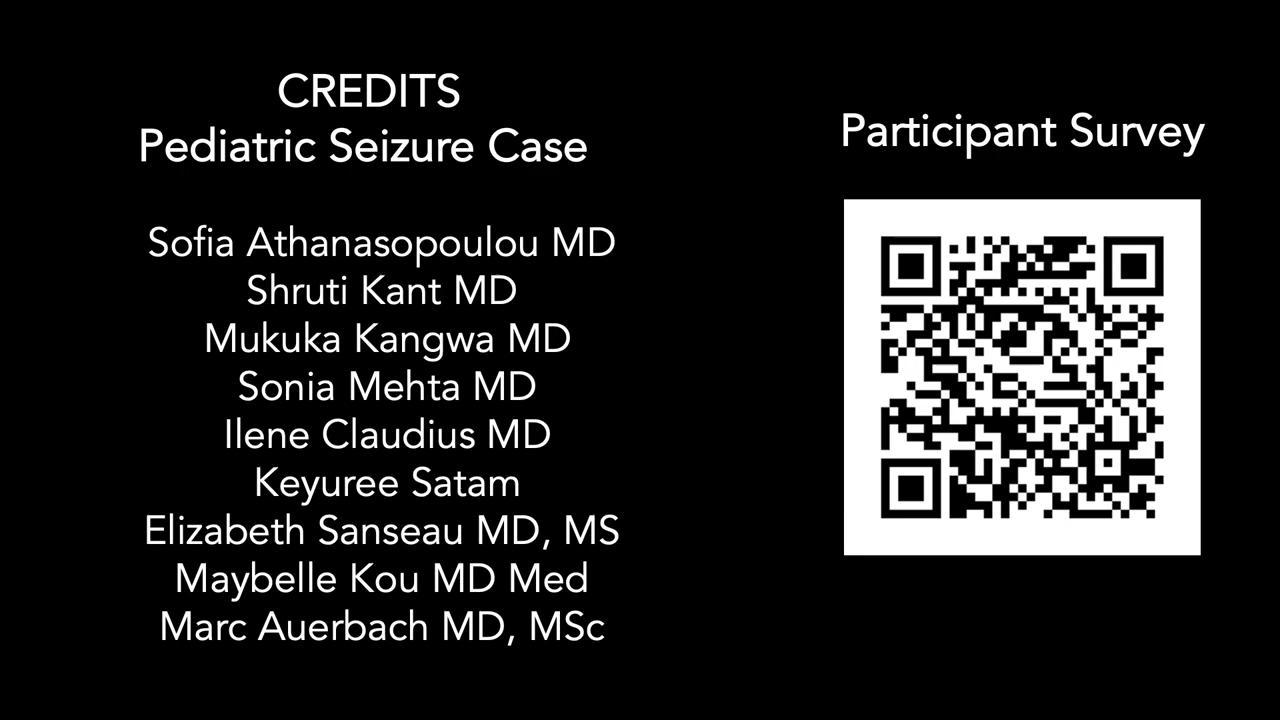 CREDITS
Pediatric Seizure Case
Sofia Athanasopoulou MD
Shruti Kant MD
Mukuka Kangwa MD
Sonia Mehta MD
Ilene Claudius MD
Keyuree Satam
Elizabeth Sanseau MD, MS
Maybelle Kou MD Med
Marc Auerbach MD, MSc
Participant Survey